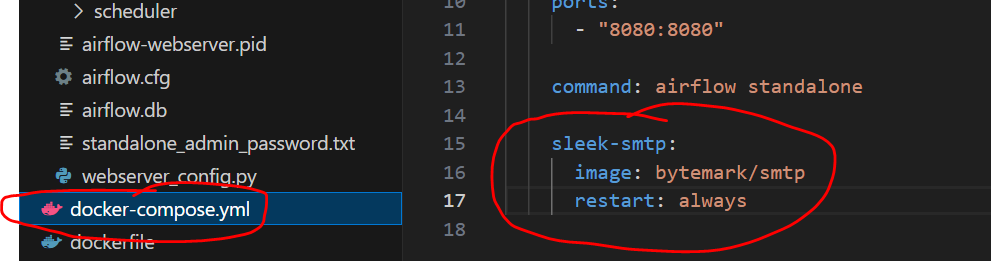 scheduler
airflow-webserver.pid
airflow.cfg
airflow.db
standalone_admin_password.txt
webserver_config.py
docker-compose.yml
dockerfile
10 ports:
11 - "8080:8080"
12
13 command: airflow standalone
14
15 sleek-smtp:
16 image: bytemark/smtp
17 restart: always
18